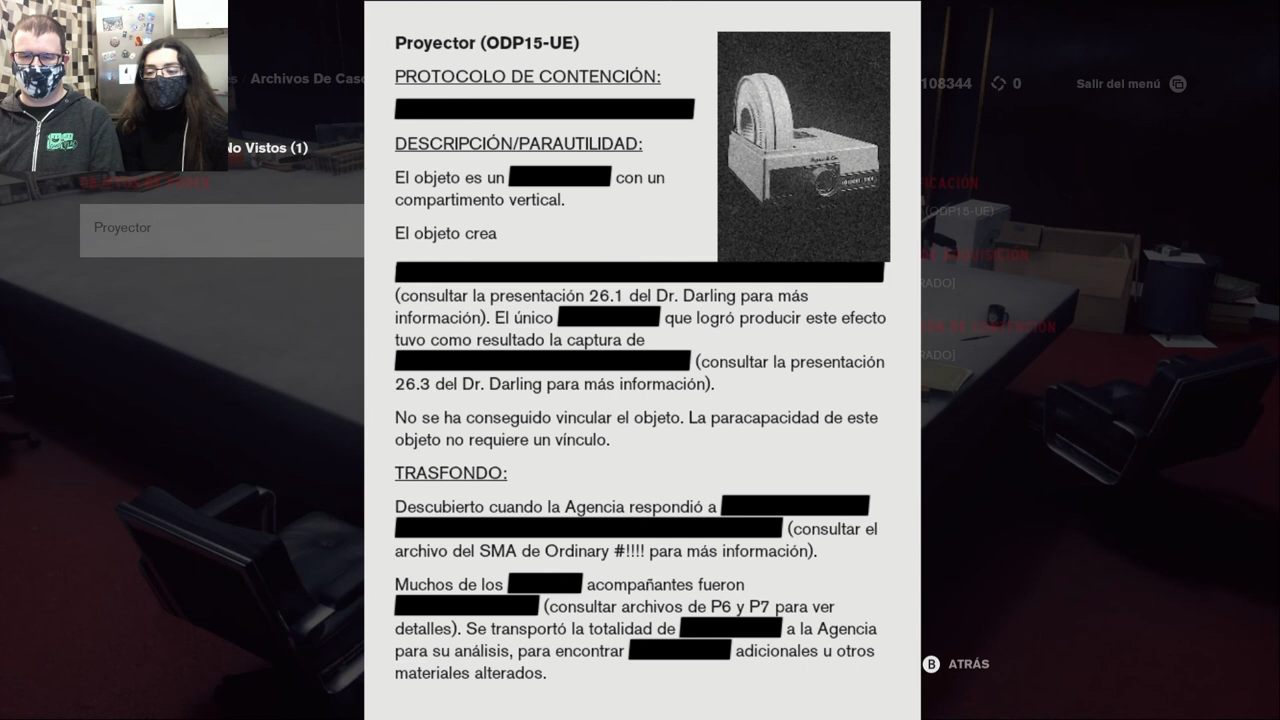 Proyector (ODP15-UE)
PROTOCOLO DE CONTENCIÓN:
DESCRIPCIÓN/PARAUTILIDAD:
El objeto es un con un
compartimento vertical.
El objeto crea
(consultar la presentación 26.1 del Dr. Darling para más
información). El único que logró producir este efecto
tuvo como resultado la captura de
(consultar la presentación
26.3 del Dr. Darling para más información).
No se ha conseguido vincular el objeto. La paracapacidad de este
objeto no requiere un vínculo.
TRASFONDO:
Descubierto cuando la Agencia respondió a
(consultar el
archivo del SMA de Ordinary #!!!! para más información).
Muchos de los acompañantes fueron
(consultar archivos de P6 y P7 para ver
detalles). Se transportó la totalidad de a la Agencia
para su análisis, para encontrar adicionales u otros
materiales alterados.
Archivos De Caso
No Vistos (1)
OBJETOS DE PODER
Proyector
108344
0
Salir del menú
(ODP15-UE)
B ATRÁS